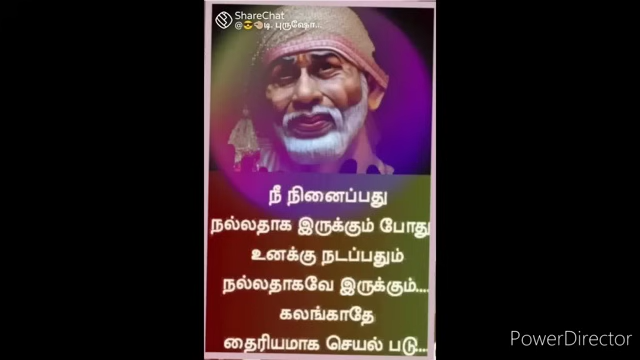 ShareChat
@😎🤏டி. புருஷோ...
நீ நினைப்பது
நல்லதாக இருக்கும் போது
உனக்கு நடப்பதும்
நல்லதாகவே இருக்கும்....
கலங்காதே
தைரியமாக செயல் படு....
PowerDirector